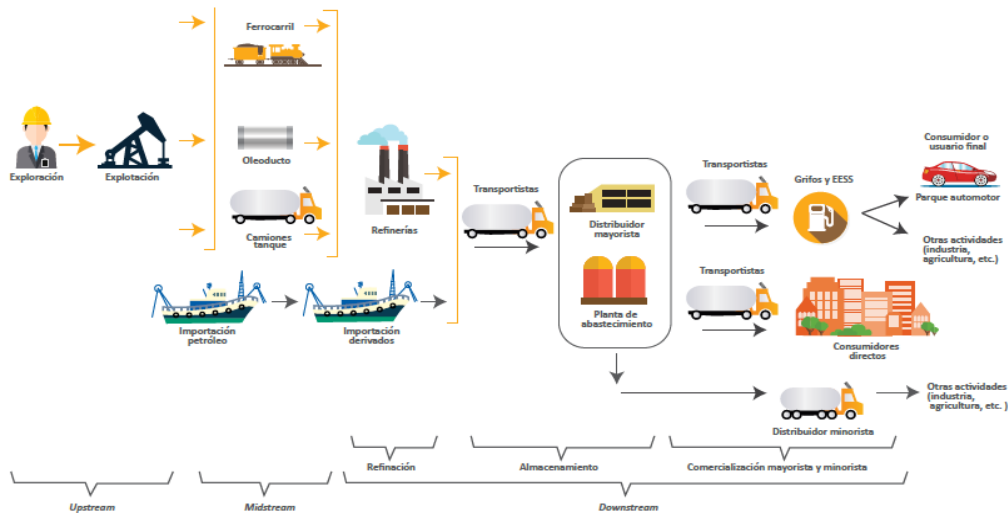 Ferrocarril
Exploración
Explotación
Oleoducto
Camiones
tanque
Importación
petróleo
Importación
derivados
Refinerías
Transportistas
Distribuidor
mayorista
Planta de
abastecimiento
Transportistas
Transportistas
Grifos y EESS
Consumidor o
usuario final
Parque automotor
Otras actividades
(industria,
agricultura, etc.)
Consumidores
directos
Distribuidor minorista
Otras actividades
(industria,
agricultura, etc. )
Refinación
Almacenamiento
Comercialización mayorista y minorista
Upstream
Midstream
Downstream